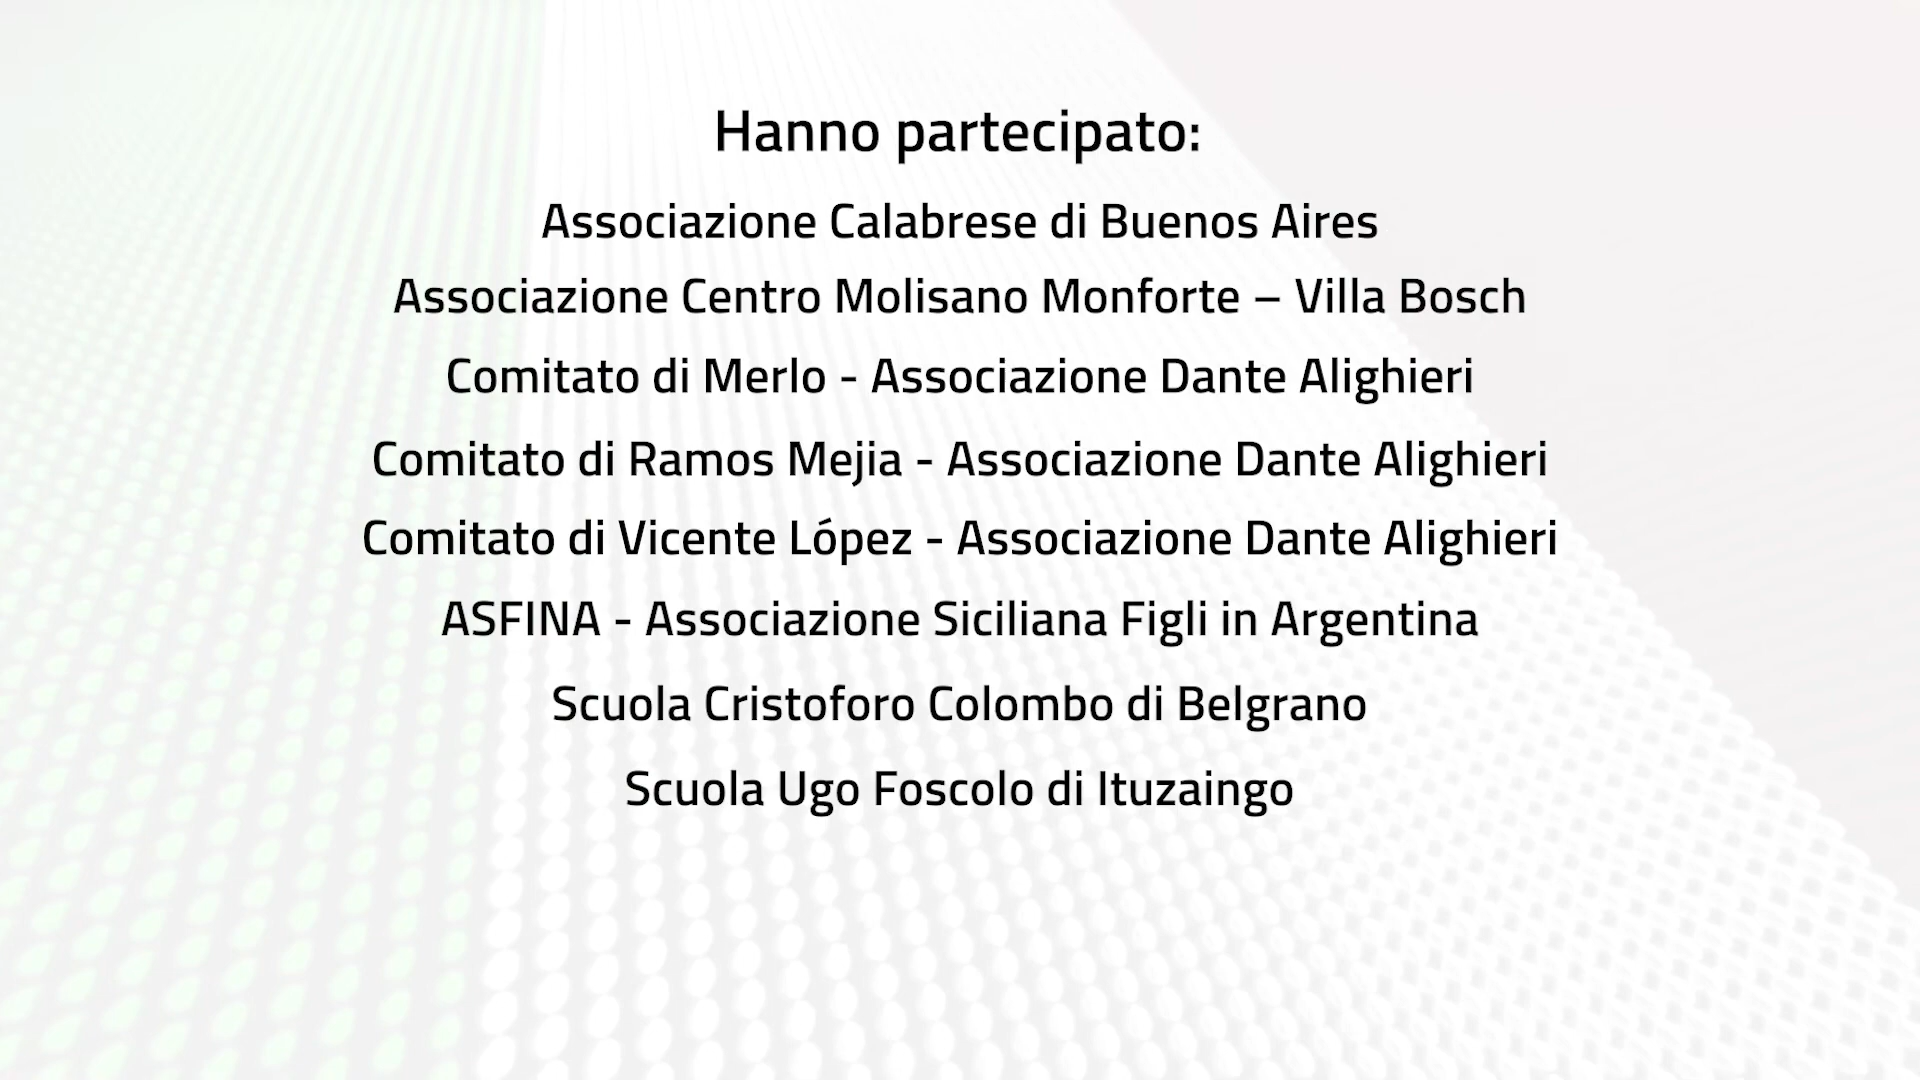 Hanno partecipato:
Associazione Calabrese di Buenos Aires
Associazione Centro Molisano Monforte – Villa Bosch
Comitato di Merlo - Associazione Dante Alighieri
Comitato di Ramos Mejia - Associazione Dante Alighieri
Comitato di Vicente López - Associazione Dante Alighieri
ASFINA - Associazione Siciliana Figli in Argentina
Scuola Cristoforo Colombo di Belgrano
Scuola Ugo Foscolo di Ituzaingo